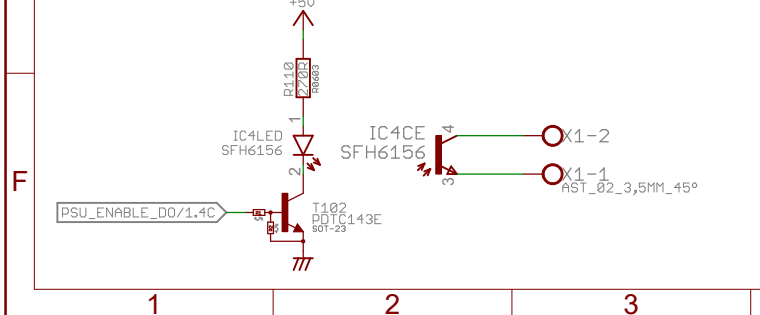 +5V
R110
270R
R0603
1
IC4LED
SFH6156
2
IC4CE
SFH6156
4
3
X1-2
X1-1
AST_02_3,5MM_45°
F
PSU_ENABLE_DO/1.4C
T102
PDTC143E
SOT-23
1
2
3